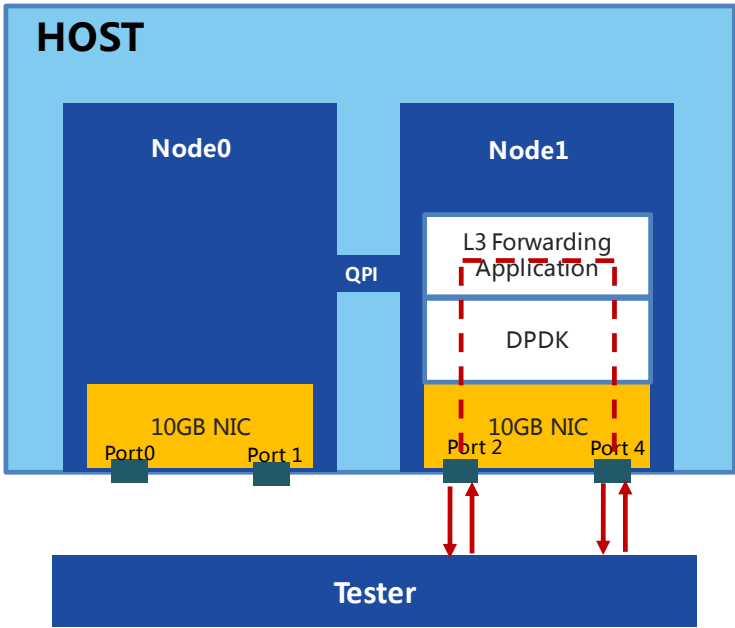 HOST
Node0
Node1
L3 Forwarding
Application
QPI
DPDK
10GB NIC
Port0
Port 1
10GB NIC
Port 2
Port 4
Tester